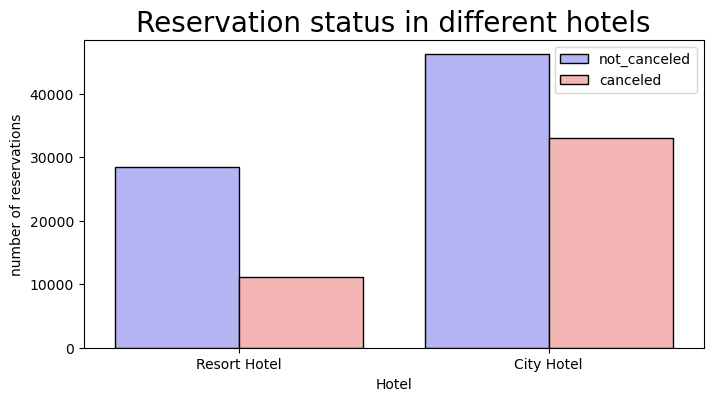 Reservation status in different hotels
not_canceled
canceled
number of reservations
40000
30000
20000
10000
0
Resort Hotel
City Hotel
Hotel